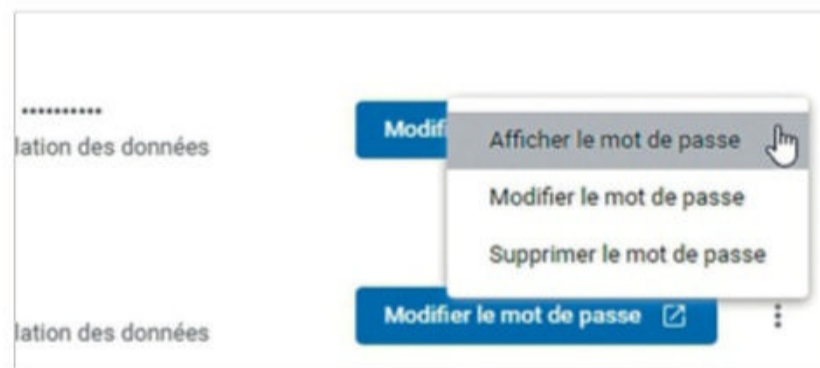 ••••••••••
lation des données
Modif
Afficher le mot de passe
Modifier le mot de passe
Supprimer le mot de passe
Modifier le mot de passe
lation des données